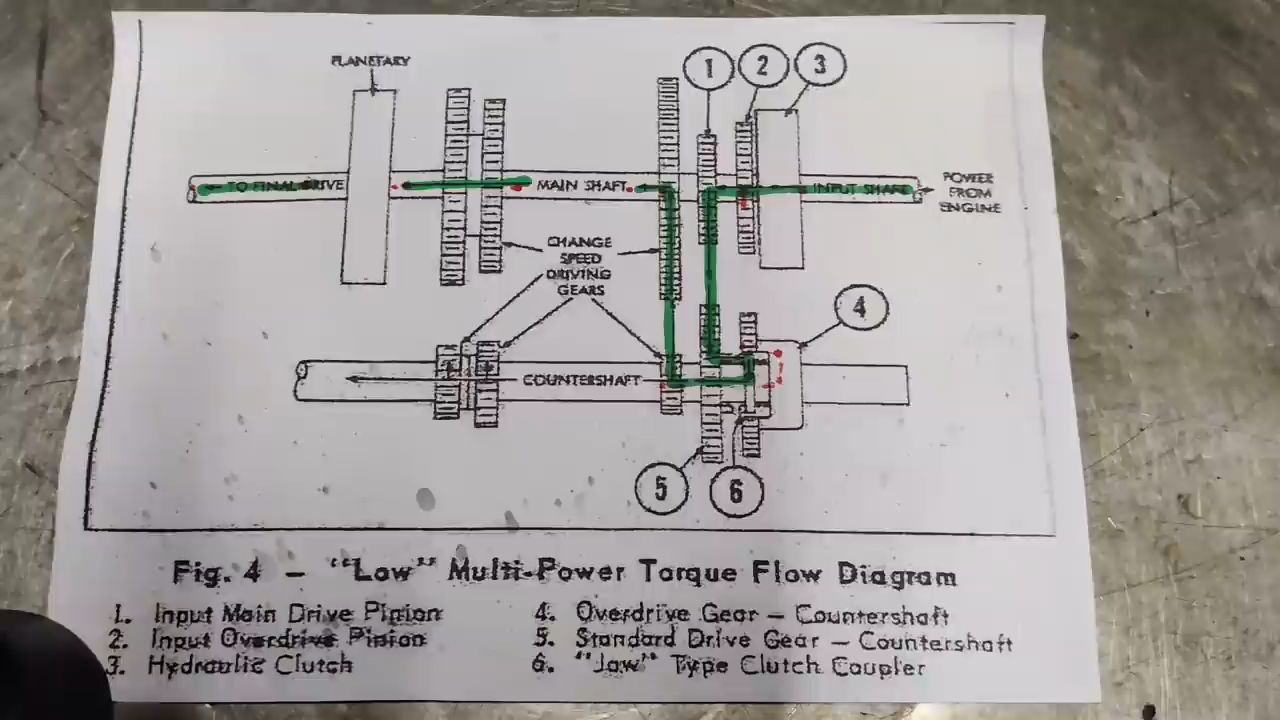 PLANETARY
1
2
3
TO FINAL DRIVE
MAIN SHAFT
INPUT SHAFT
POWER
FROM
ENGINE
CHANGE
SPEED
DRIVING
GEARS
4
COUNTERSHAFT
5
6
Fig. 4 - "Low" Multi-Power Torque Flow Diagram
1. Input Main Drive Pinion
2. Input Overdrive Pinion
3. Hydraulic Clutch
4. Overdrive Gear - Countershaft
5. Standard Drive Gear - Countershaft
6. "Jaw" Type Clutch Coupler